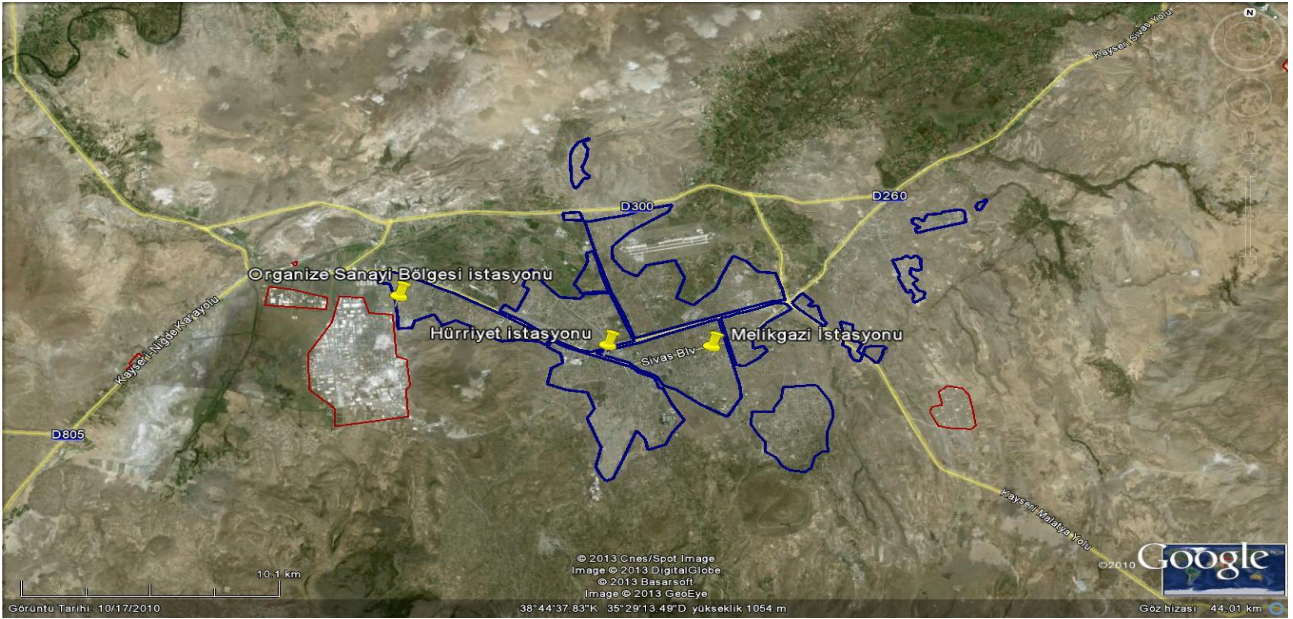 N
Kayseri Sivas Yolu
D260
D300
Organize Sanayi Bölgesi istasyonu
Hürriyet istasyonu
Melikgazi İstasyonu
Sivas Blv
Kayseri-Niğde Karayolu
D805
Kayseri Malatya Yolu
© 2013 Cnes/Spot Image
Image © 2013 DigitalGlobe
© 2013 Basarsoft
Image © 2013 GeoEye
©2010 Google
10.1 km
Görüntü Tarihi: 10/17/2010
38°44'37.83"K 35°29'13.49"D yükseklik 1054 m
Göz hizası 44.01 km